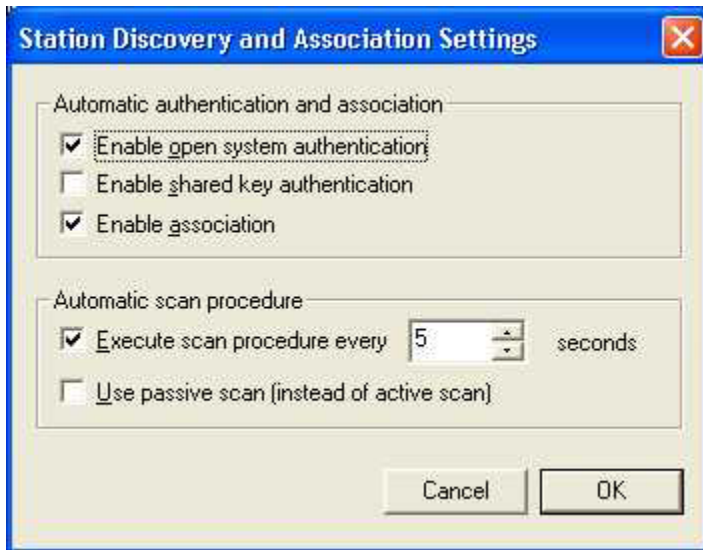 Station Discovery and Association Settings
Automatic authentication and association
Enable open system authentication
Enable shared key authentication
Enable association
Automatic scan procedure
Execute scan procedure every 5 seconds
Use passive scan (instead of active scan)
Cancel OK